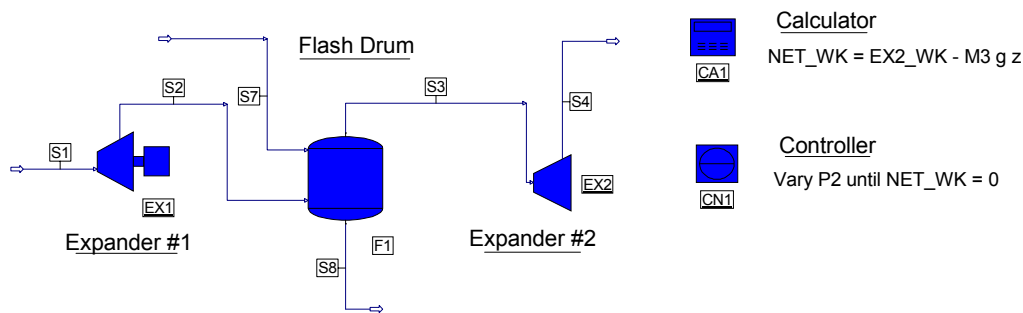 Calculator
NET_WK = EX2_WK - M3 g z
CA1
Flash Drum
S2
S7
S3
S4
S1
EX1
EX2
Controller
Vary P2 until NET_WK = 0
CN1
Expander #1
F1
Expander #2
S8